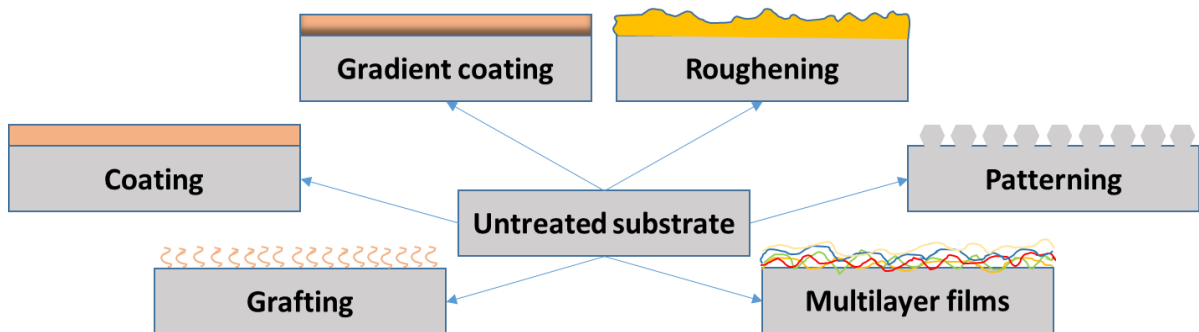 Gradient coating
Roughening
Coating
Patterning
Untreated substrate
Grafting
Multilayer films